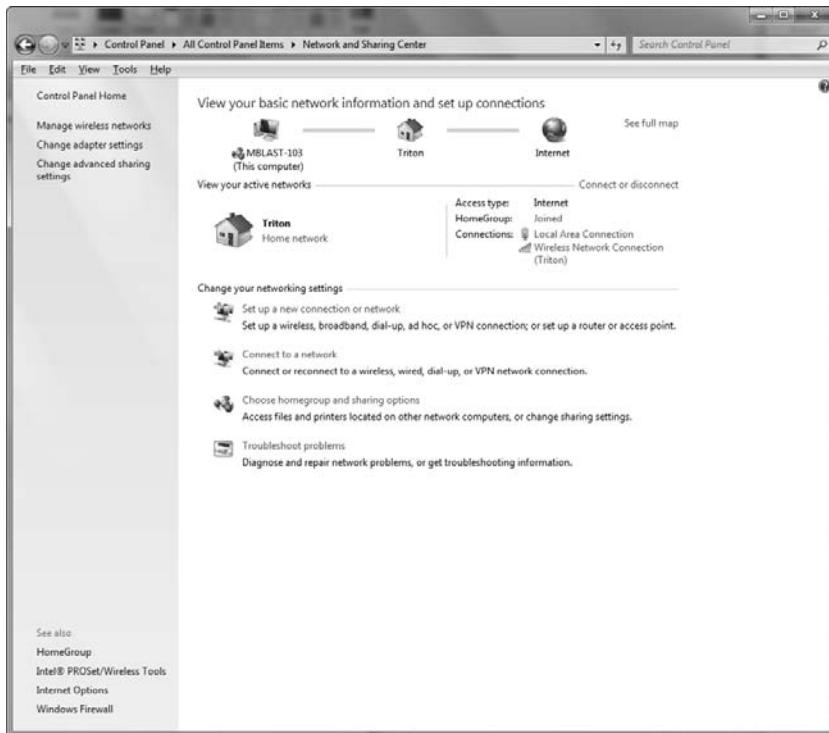 Control Panel ▸ All Control Panel Items ▸ Network and Sharing Center
Search Control Panel
File Edit View Tools Help
Control Panel Home
Manage wireless networks
Change adapter settings
Change advanced sharing
settings
View your basic network information and set up connections
See full map
MBLAST-103
(This computer)
Triton
Internet
View your active networks
Connect or disconnect
Triton
Home network
Access type: Internet
HomeGroup: Joined
Connections: Local Area Connection
Wireless Network Connection
(Triton)
Change your networking settings
Set up a new connection or network
Set up a wireless, broadband, dial-up, ad hoc, or VPN connection; or set up a router or access point.
Connect to a network
Connect or reconnect to a wireless, wired, dial-up, or VPN network connection.
Choose homegroup and sharing options
Access files and printers located on other network computers, or change sharing settings.
Troubleshoot problems
Diagnose and repair network problems, or get troubleshooting information.
See also
HomeGroup
Intel® PROSet/Wireless Tools
Internet Options
Windows Firewall